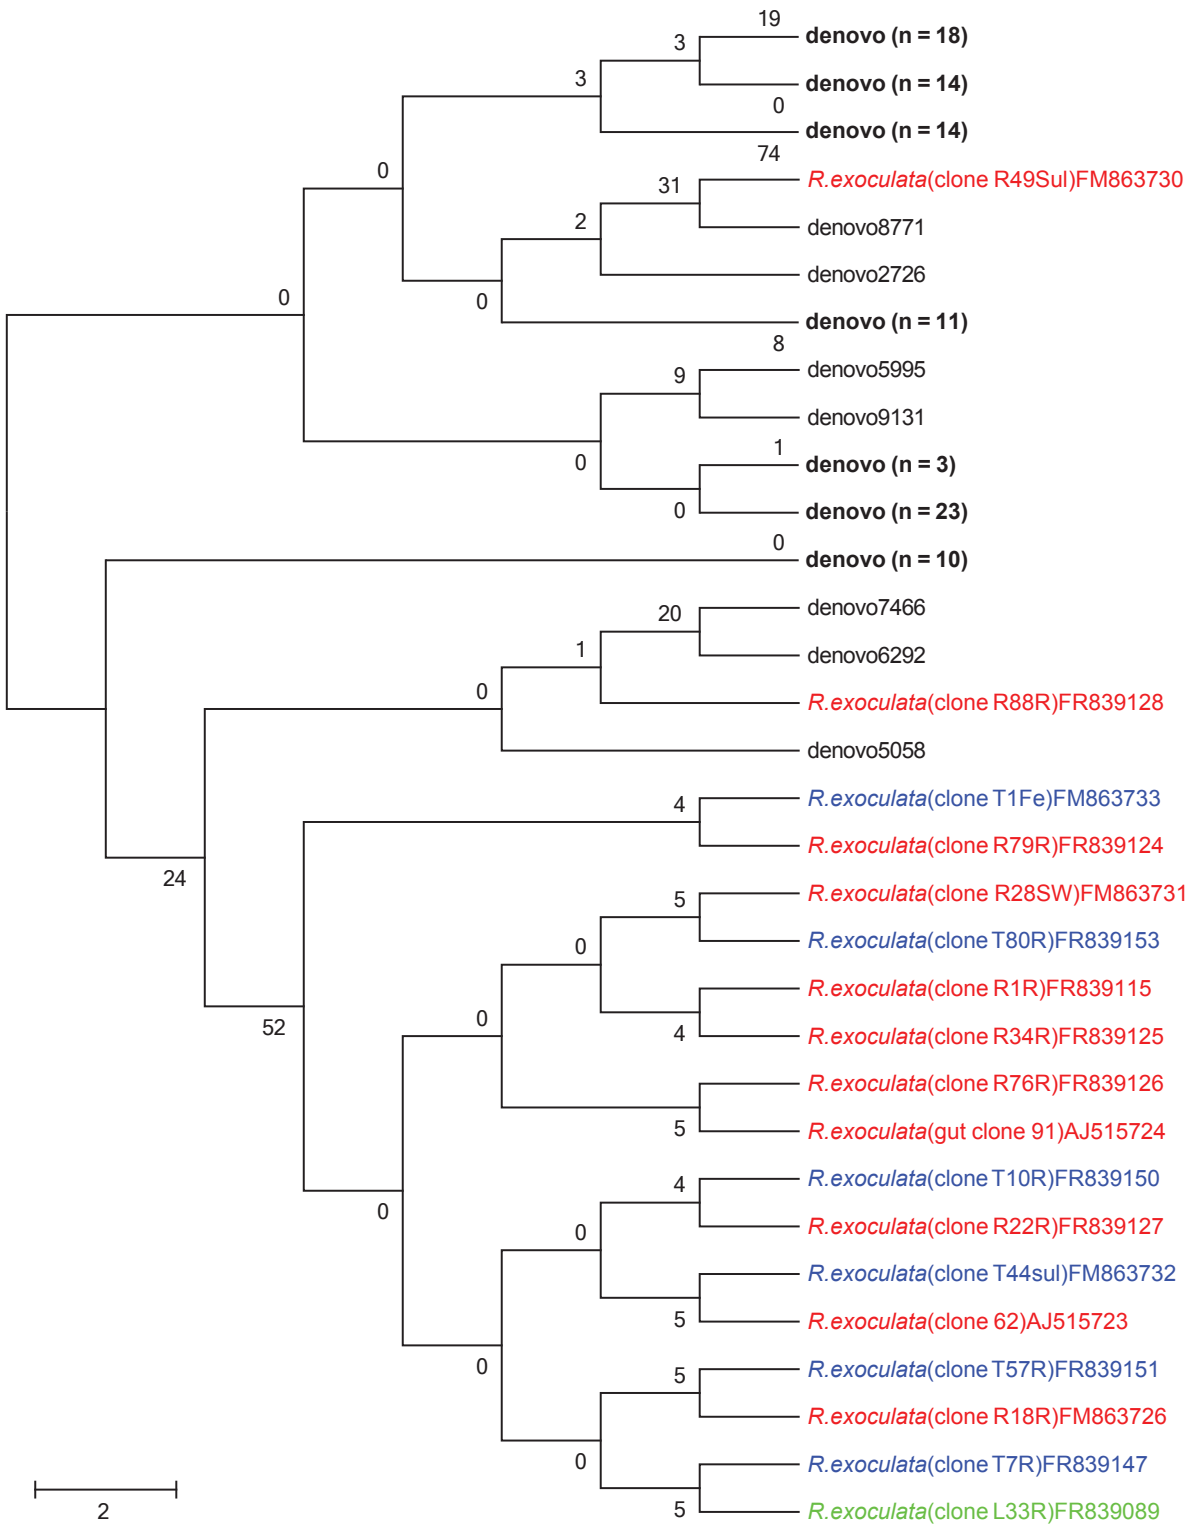 19
denovo (n = 18)
3
3
denovo (n = 14)
0
denovo (n = 14)
74
0
31
R.exoculata(clone R49Sul)FM863730
2
denovo8771
denovo2726
0
0
denovo (n = 11)
8
9
denovo5995
denovo9131
1
0
denovo (n = 3)
0
denovo (n = 23)
0
denovo (n = 10)
20
denovo7466
1
denovo6292
0
R.exoculata(clone R88R)FR839128
denovo5058
4
R.exoculata(clone T1Fe)FM863733
R.exoculata(clone R79R)FR839124
24
5
R.exoculata(clone R28SW)FM863731
0
R.exoculata(clone T80R)FR839153
R.exoculata(clone R1R)FR839115
52
0
4
R.exoculata(clone R34R)FR839125
R.exoculata(clone R76R)FR839126
5
R.exoculata(gut clone 91)AJ515724
4
R.exoculata(clone T10R)FR839150
0
0
R.exoculata(clone R22R)FR839127
R.exoculata(clone T44sul)FM863732
5
R.exoculata(clone 62)AJ515723
0
5
R.exoculata(clone T57R)FR839151
R.exoculata(clone R18R)FM863726
0
R.exoculata(clone T7R)FR839147
5
R.exoculata(clone L33R)FR839089
2